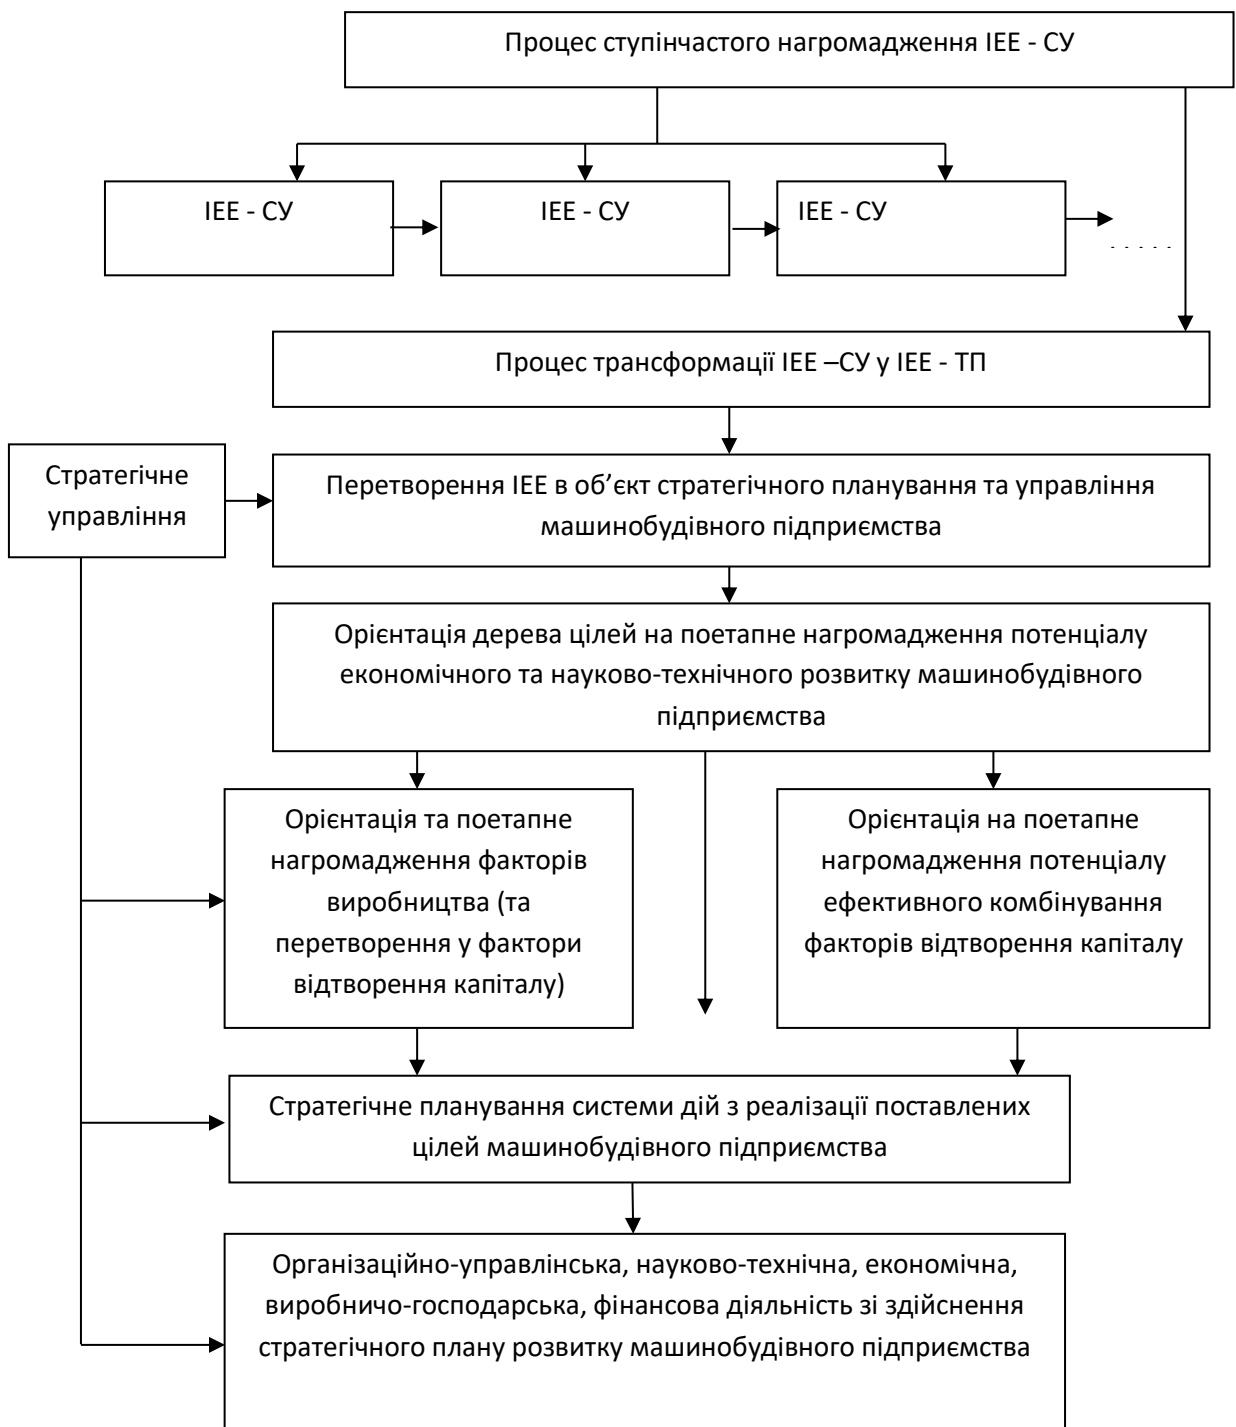 Процес ступінчастого нагромадження ІЕЕ - СУ
ІЕЕ - СУ
ІЕЕ - СУ
ІЕЕ - СУ
. . . . .
Процес трансформації ІЕЕ –СУ у ІЕЕ - ТП
Стратегічне
управління
Перетворення ІЕЕ в об’єкт стратегічного планування та управління
машинобудівного підприємства
Орієнтація дерева цілей на поетапне нагромадження потенціалу
економічного та науково-технічного розвитку машинобудівного
підприємства
Орієнтація та поетапне
нагромадження факторів
виробництва (та
перетворення у фактори
відтворення капіталу)
Орієнтація на поетапне
нагромадження потенціалу
ефективного комбінування
факторів відтворення капіталу
Стратегічне планування системи дій з реалізації поставлених
цілей машинобудівного підприємства
Організаційно-управлінська, науково-технічна, економічна,
виробничо-господарська, фінансова діяльність зі здійснення
стратегічного плану розвитку машинобудівного підприємства